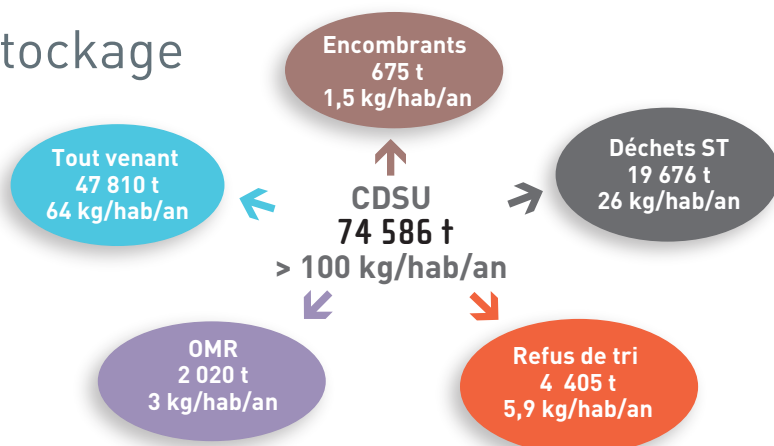 tockage
Encombrants
675 t
1,5 kg/hab/an
Tout venant
47 810 t
64 kg/hab/an
Déchets ST
19 676 t
26 kg/hab/an
CDSU
74 586 t
> 100 kg/hab/an
OMR
2 020 t
3 kg/hab/an
Refus de tri
4 405 t
5,9 kg/hab/an